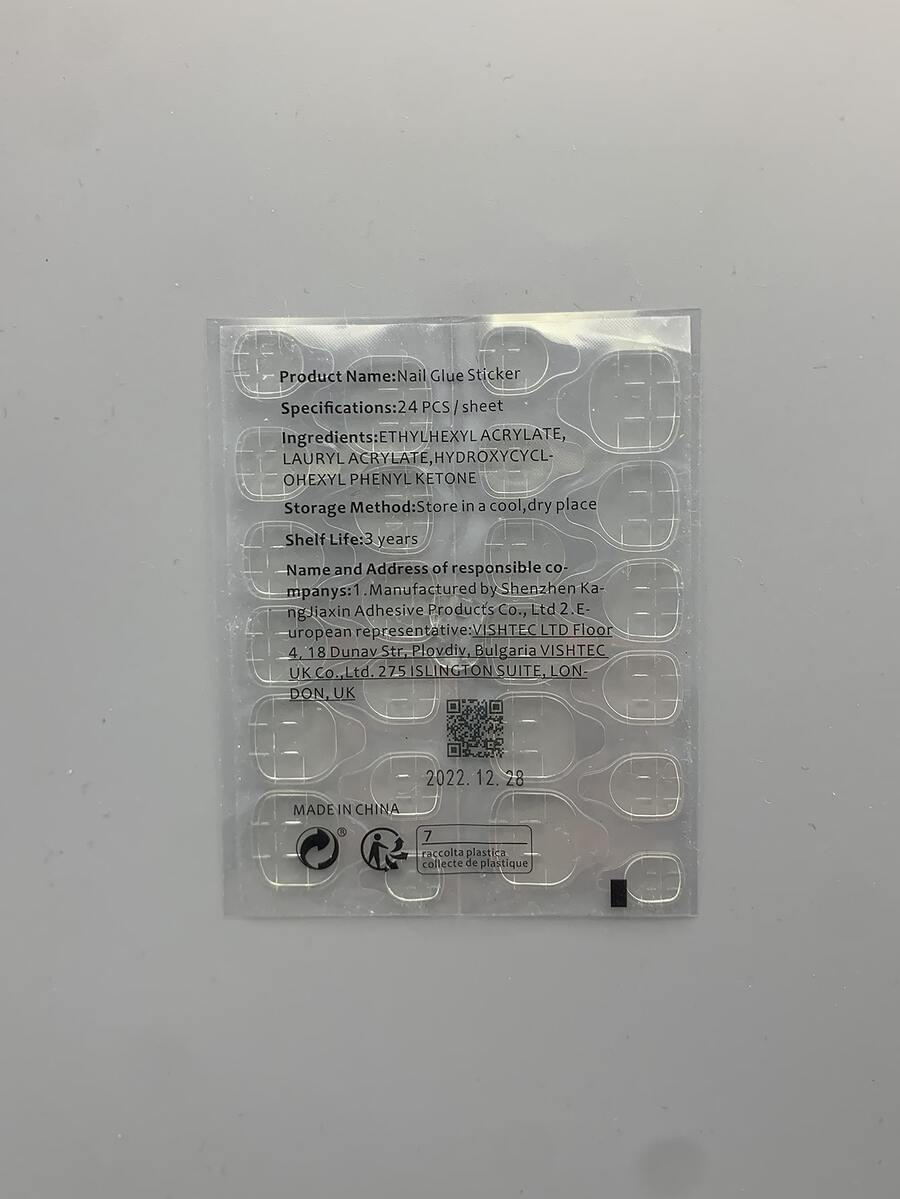 Product Name:Nail Glue Sticker
Specifications:24 PCS / sheet
Ingredients:ETHYLHEXYL ACRYLATE,
LAURYL ACRYLATE,HYDROXYCYCL-
OHEXYL PHENYL KETONE
Storage Method:Store in a cool,dry place
Shelf Life:3 years
Name and Address of responsible co-
mpanys:1.Manufactured by Shenzhen Ka-
ngJiaxin Adhesive Products Co., Ltd 2.E-
uropean representative:VISHTEC LTD Floor
4, 18 Dunav Str, Plovdiv, Bulgaria VISHTEC
UK Co.,Ltd. 275 ISLINGTON SUITE, LON-
DON, UK
2022. 12. 28
MADE IN CHINA
®
7
raccolta plastica
collecte de plastique